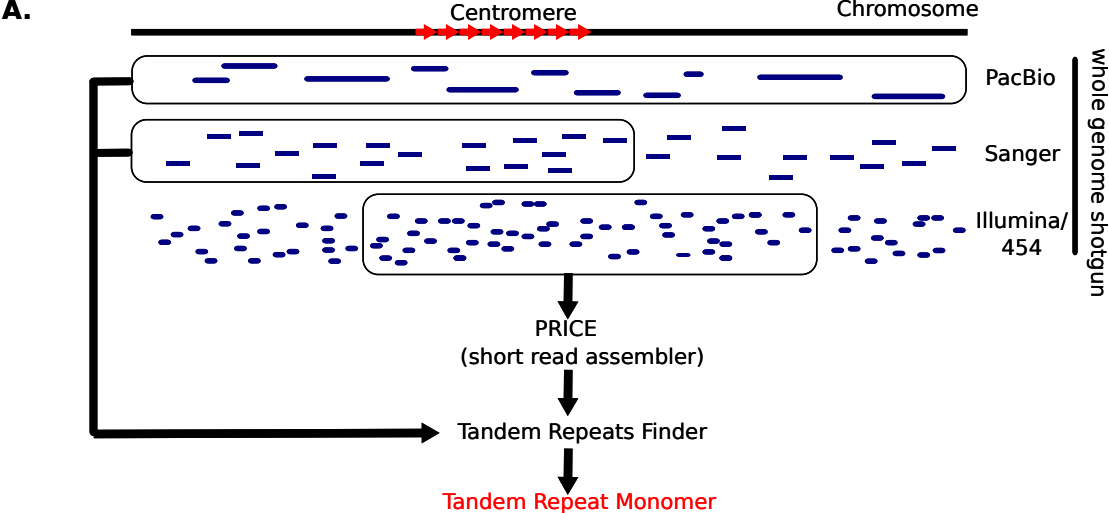 A.
Centromere
Chromosome
PacBio
Sanger
Illumina/
454
whole genome shotgun
PRICE
(short read assembler)
Tandem Repeats Finder
Tandem Repeat Monomer